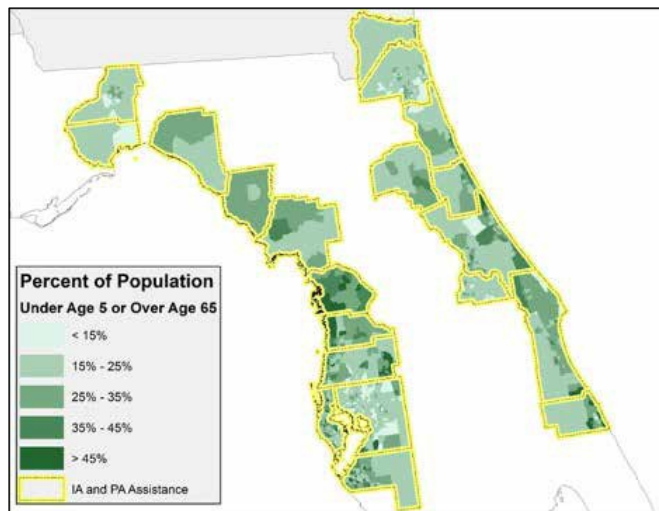 Percent of Population
Under Age 5 or Over Age 65
< 15%
15% - 25%
25% - 35%
35% - 45%
> 45%
IA and PA Assistance